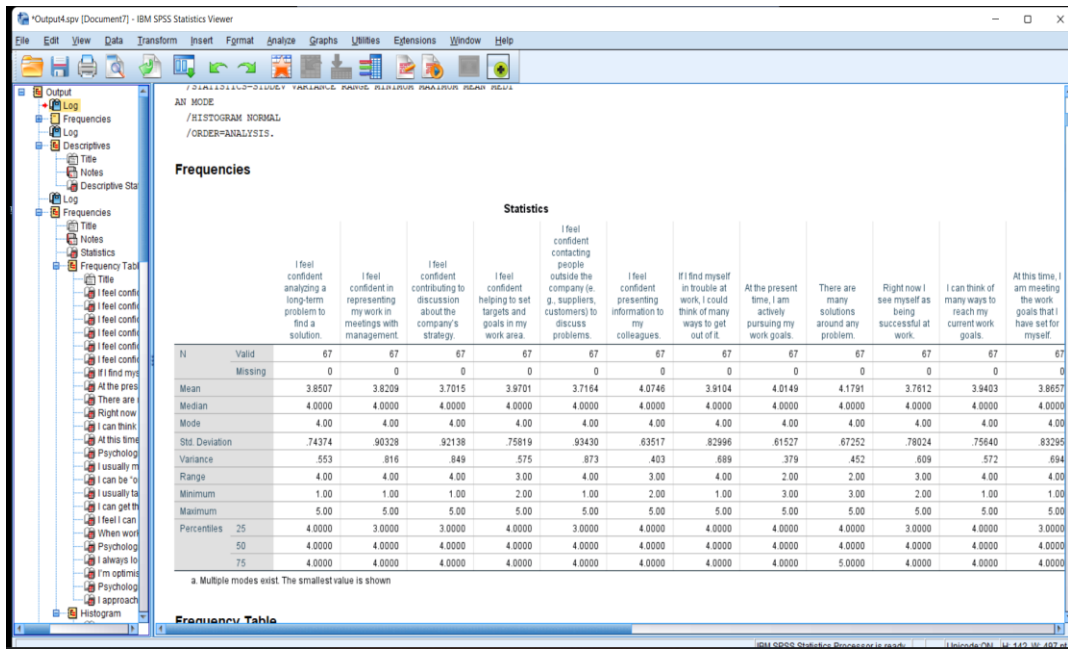 *Output4.spv [Document7] - IBM SPSS Statistics Viewer
File Edit View Data Transform Insert Format Analyze Graphs Utilities Extensions Window Help
Output
Log
Frequencies
Log
Descriptives
Title
Notes
Descriptive Sta
Log
Frequencies
Title
Notes
Statistics
Frequency Tabl
Title
I feel confic
I feel confic
I feel confic
I feel confic
I feel confic
I feel confic
If I find mys
At the pres
There are
Right now
I can think
At this time
Psycholog
I usually m
I can be "o
I usually ta
I can get th
I feel I can
When worl
Psycholog
I always lo
I'm optimis
Psycholog
I approach
Histogram
/STATISTICS=STDDEV VARIANCE RANGE MINIMUM MAXIMUM MEAN MEDI
AN MODE
/HISTOGRAM NORMAL
/ORDER=ANALYSIS.
Frequencies
Statistics
I feel confident analyzing a long-term problem to find a solution.
I feel confident in representing my work in meetings with management.
I feel confident contributing to discussion about the company's strategy.
I feel confident helping to set targets and goals in my work area.
I feel confident contacting people outside the company (e. g., suppliers, customers) to discuss problems.
I feel confident presenting information to my colleagues.
If I find myself in trouble at work, I could think of many ways to get out of it.
At the present time, I am actively pursuing my work goals.
There are many solutions around any problem.
Right now I see myself as being successful at work.
I can think of many ways to reach my current work goals.
At this time, I am meeting the work goals that I have set for myself.
N Valid 67 67 67 67 67 67 67 67 67 67 67 67
Missing 0 0 0 0 0 0 0 0 0 0 0 0
Mean 3.8507 3.8209 3.7015 3.9701 3.7164 4.0746 3.9104 4.0149 4.1791 3.7612 3.9403 3.8657
Median 4.0000 4.0000 4.0000 4.0000 4.0000 4.0000 4.0000 4.0000 4.0000 4.0000 4.0000 4.0000
Mode 4.00 4.00 4.00 4.00 4.00 4.00 4.00 4.00 4.00 4.00 4.00 4.00
Std. Deviation .74374 .90328 .92138 .75819 .93430 .63517 .82996 .61527 .67252 .78024 .75640 .83295
Variance .553 .816 .849 .575 .873 .403 .689 .379 .452 .609 .572 .694
Range 4.00 4.00 4.00 3.00 4.00 3.00 4.00 2.00 2.00 3.00 4.00 4.00
Minimum 1.00 1.00 1.00 2.00 1.00 2.00 1.00 3.00 3.00 2.00 1.00 1.00
Maximum 5.00 5.00 5.00 5.00 5.00 5.00 5.00 5.00 5.00 5.00 5.00 5.00
Percentiles 25 4.0000 3.0000 3.0000 4.0000 3.0000 4.0000 4.0000 4.0000 4.0000 3.0000 4.0000 3.0000
50 4.0000 4.0000 4.0000 4.0000 4.0000 4.0000 4.0000 4.0000 4.0000 4.0000 4.0000 4.0000
75 4.0000 4.0000 4.0000 4.0000 4.0000 4.0000 4.0000 4.0000 5.0000 4.0000 4.0000 4.0000
a. Multiple modes exist. The smallest value is shown
Frequency Table
IBM SPSS Statistics Processor is ready Unicode:ON H: 142, W: 497 pt